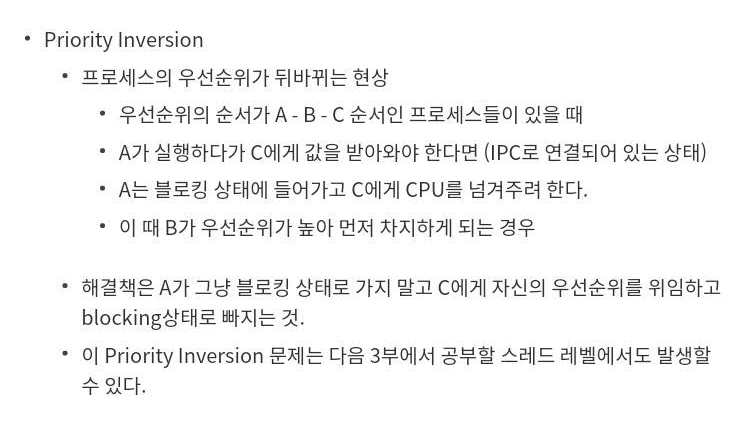 • Priority Inversion
• 프로세스의 우선순위가 뒤바뀌는 현상
• 우선순위의 순서가 A - B - C 순서인 프로세스들이 있을 때
• A가 실행하다가 C에게 값을 받아와야 한다면 (IPC로 연결되어 있는 상태)
• A는 블로킹 상태에 들어가고 C에게 CPU를 넘겨주려 한다.
• 이 때 B가 우선순위가 높아 먼저 차지하게 되는 경우
• 해결책은 A가 그냥 블로킹 상태로 가지 말고 C에게 자신의 우선순위를 위임하고
blocking상태로 빠지는 것.
• 이 Priority Inversion 문제는 다음 3부에서 공부할 스레드 레벨에서도 발생할
수 있다.